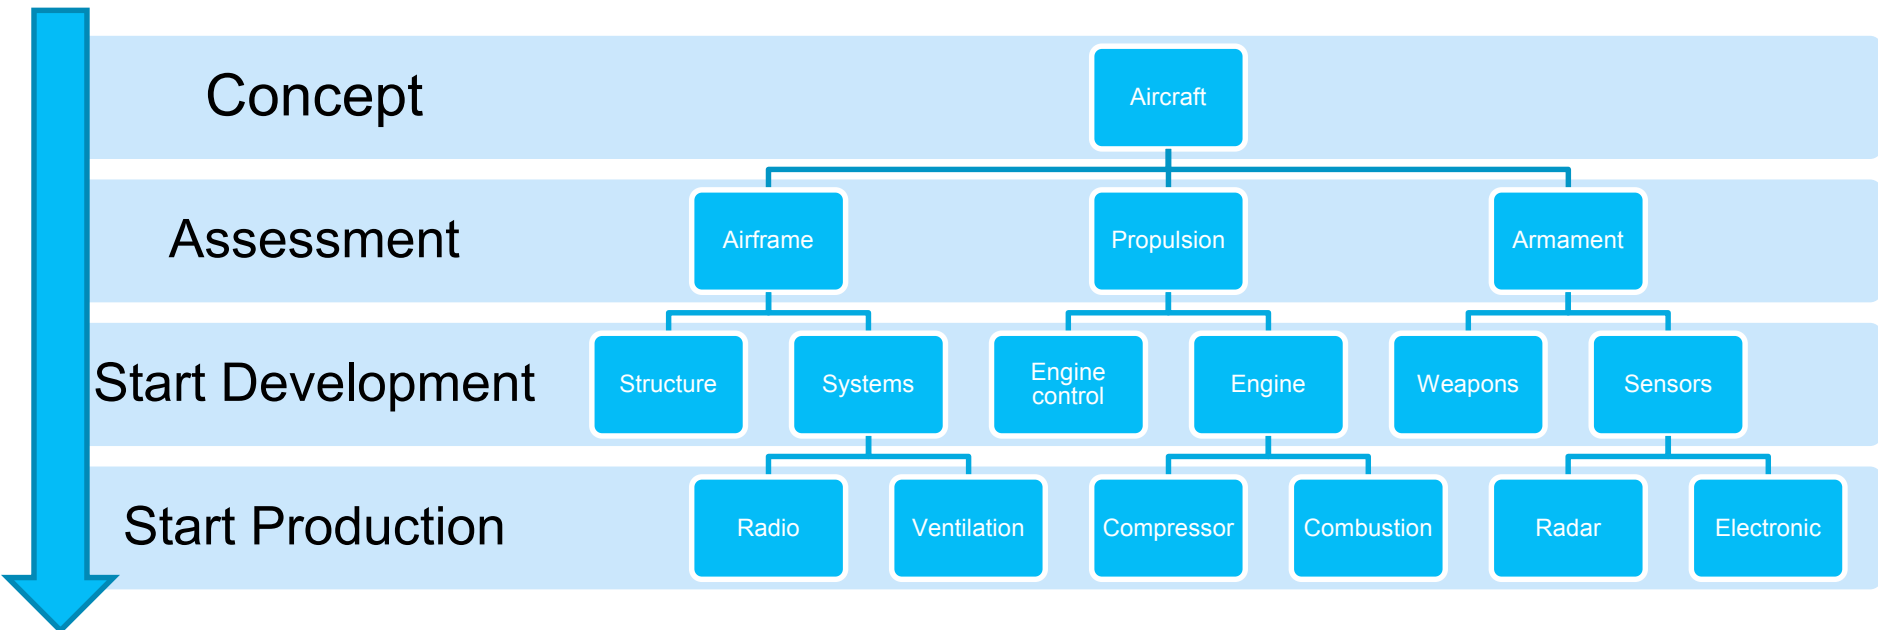 Concept
Aircraft
Assessment
Airframe
Propulsion
Armament
Start Development
Structure
Systems
Engine
control
Engine
Weapons
Sensors
Start Production
Radio
Ventilation
Compressor
Combustion
Radar
Electronic